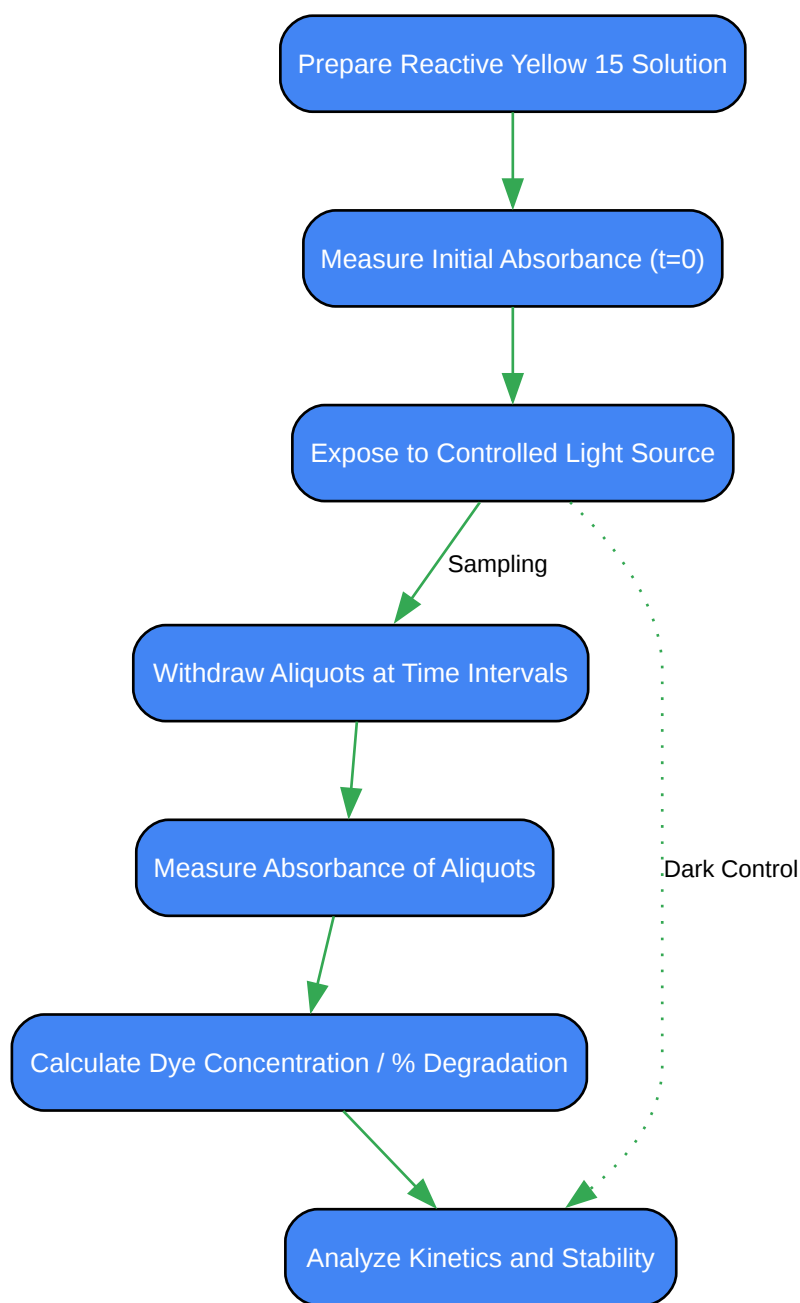 Prepare Reactive Yellow 15 Solution
Measure Initial Absorbance (t=0)
Expose to Controlled Light Source
Sampling
Withdraw Aliquots at Time Intervals
Measure Absorbance of Aliquots
Dark Control
Calculate Dye Concentration / % Degradation
Analyze Kinetics and Stability